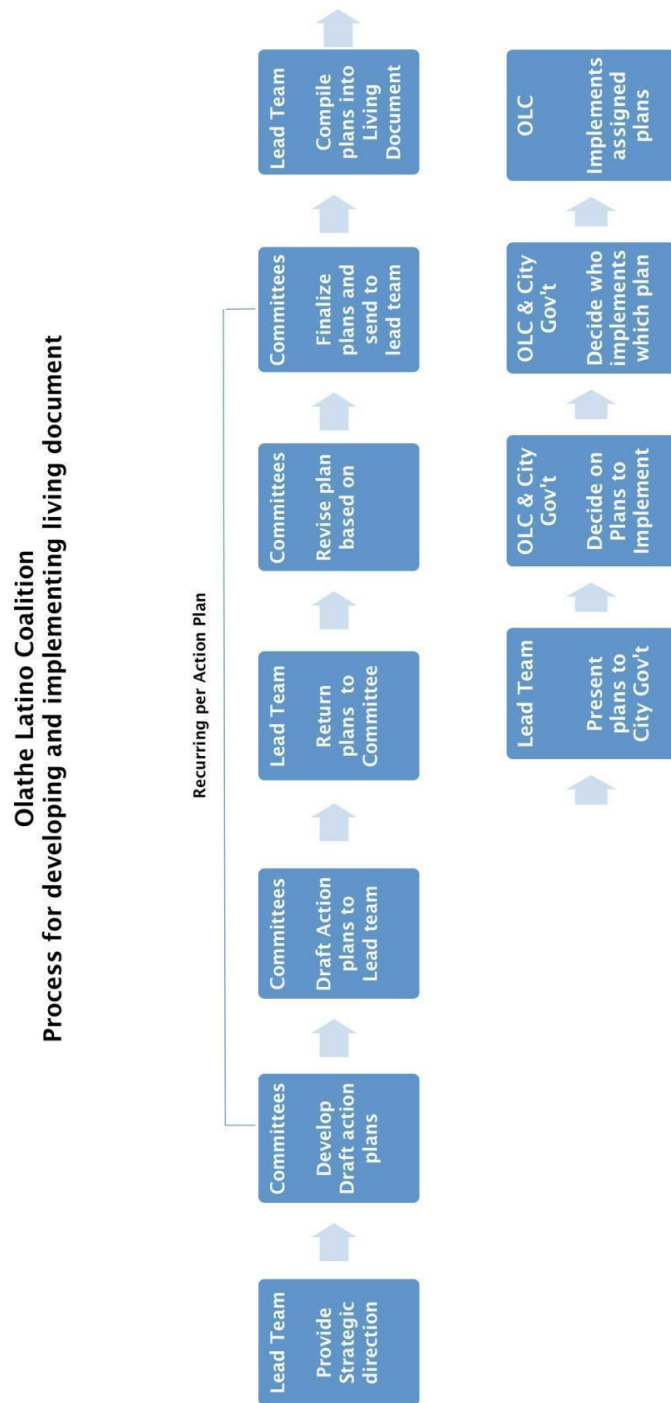 Olathe Latino Coalition
Process for developing and implementing living document
Recurring per Action Plan
Lead Team
Provide
Strategic
direction
Committees
Develop
Draft action
plans
Committees
Draft Action
plans to
Lead team
Lead Team
Return
plans to
Committee
Committees
Revise plan
based on
Committees
Finalize
plans and
send to
lead team
Lead Team
Compile
plans into
Living
Document
Lead Team
Present
plans to
City Gov't
OLC & City
Gov't
Decide on
Plans to
Implement
OLC & City
Gov't
Decide who
implements
which plan
OLC
Implements
assigned
plans